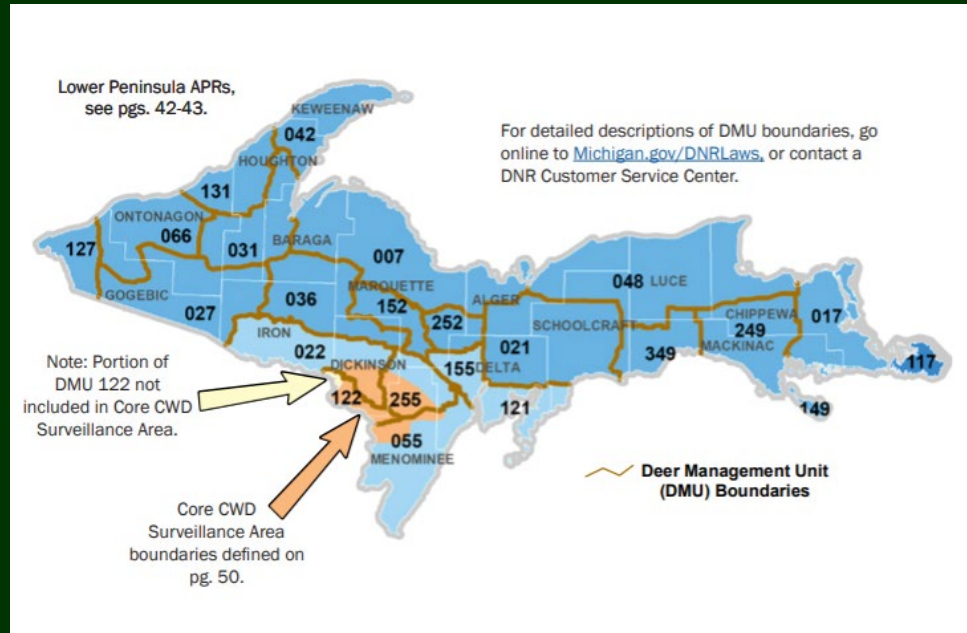 Lower Peninsula APRs,
see pgs. 42-43.
For detailed descriptions of DMU boundaries, go
online to Michigan.gov/DNRLaws, or contact a
DNR Customer Service Center.
KEWEENAW
042
HOUGHTON
131
ONTONAGON
066
127
031
BARAGA
007
GOGEBIC
027
036
MARQUETTE
152
252
ALGER
048
LUCE
SCHOOLCRAFT
021
349
CHIPPEWA
249
MACKINAC
017
117
149
IRON
022
DICKINSON
155
DELTA
121
122
255
055
MENOMINEE
Note: Portion of
DMU 122 not
included in Core CWD
Surveillance Area.
Core CWD
Surveillance Area
boundaries defined on
pg. 50.
Deer Management Unit
(DMU) Boundaries